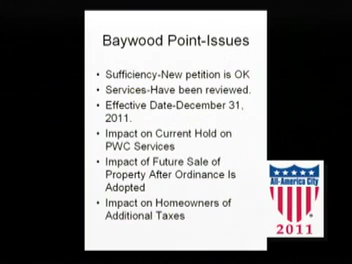 Baywood Point-Issues
• Sufficiency-New petition is OK
• Services-Have been reviewed.
• Effective Date-December 31,
2011.
• Impact on Current Hold on
PWC Services
• Impact of Future Sale of
Property After Ordinance Is
Adopted
• Impact on Homeowners of
Additional Taxes
All-America City
2011